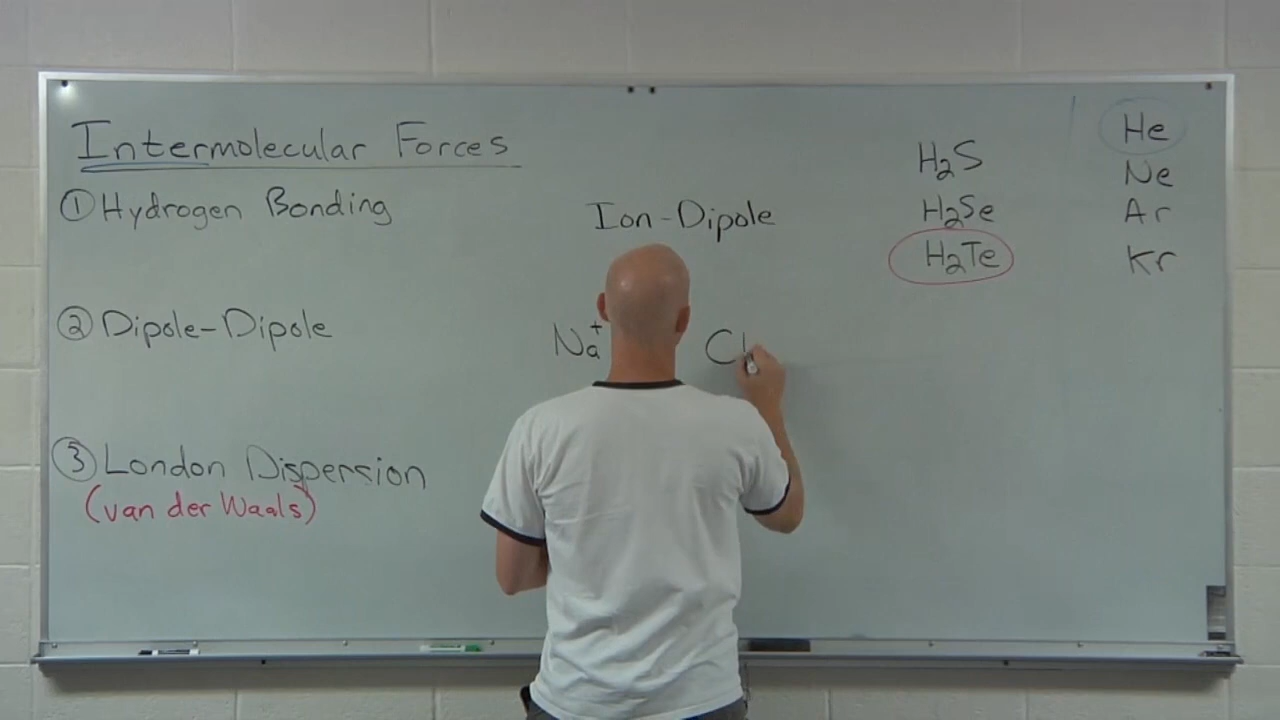 Intermolecular Forces
① Hydrogen Bonding
② Dipole-Dipole
③ London Dispersion
(van der Waals)
Ion-Dipole
Na+ Cl
H2S
H2Se
H2Te
He
Ne
Ar
Kr